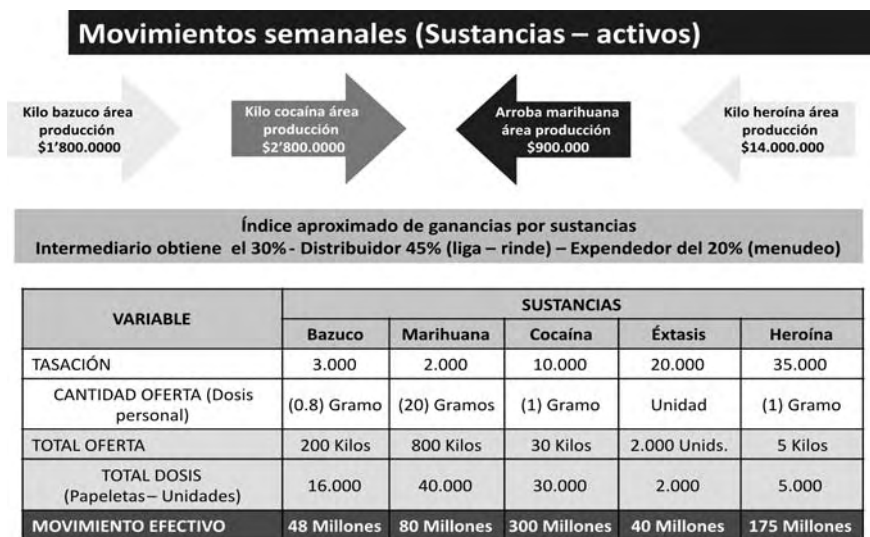 Movimientos semanales (Sustancias – activos)
Kilo bazuco área
producción
$1’800.0000
Kilo cocaína área
producción
$2’800.0000
Arroba marihuana
área producción
$900.000
Kilo heroína área
producción
$14.000.000
Índice aproximado de ganancias por sustancias
Intermediario obtiene el 30%- Distribuidor 45% (liga – rinde) – Expendedor del 20% (menudeo)
VARIABLE
SUSTANCIAS
Bazuco Marihuana Cocaína Éxtasis Heroína
TASACIÓN 3.000 2.000 10.000 20.000 35.000
CANTIDAD OFERTA (Dosis
personal) (0.8) Gramo (20) Gramos (1) Gramo Unidad (1) Gramo
TOTAL OFERTA 200 Kilos 800 Kilos 30 Kilos 2.000 Unids. 5 Kilos
TOTAL DOSIS
(Papeletas– Unidades) 16.000 40.000 30.000 2.000 5.000
MOVIMIENTO EFECTIVO 48 Millones 80 Millones 300 Millones 40 Millones 175 Millones